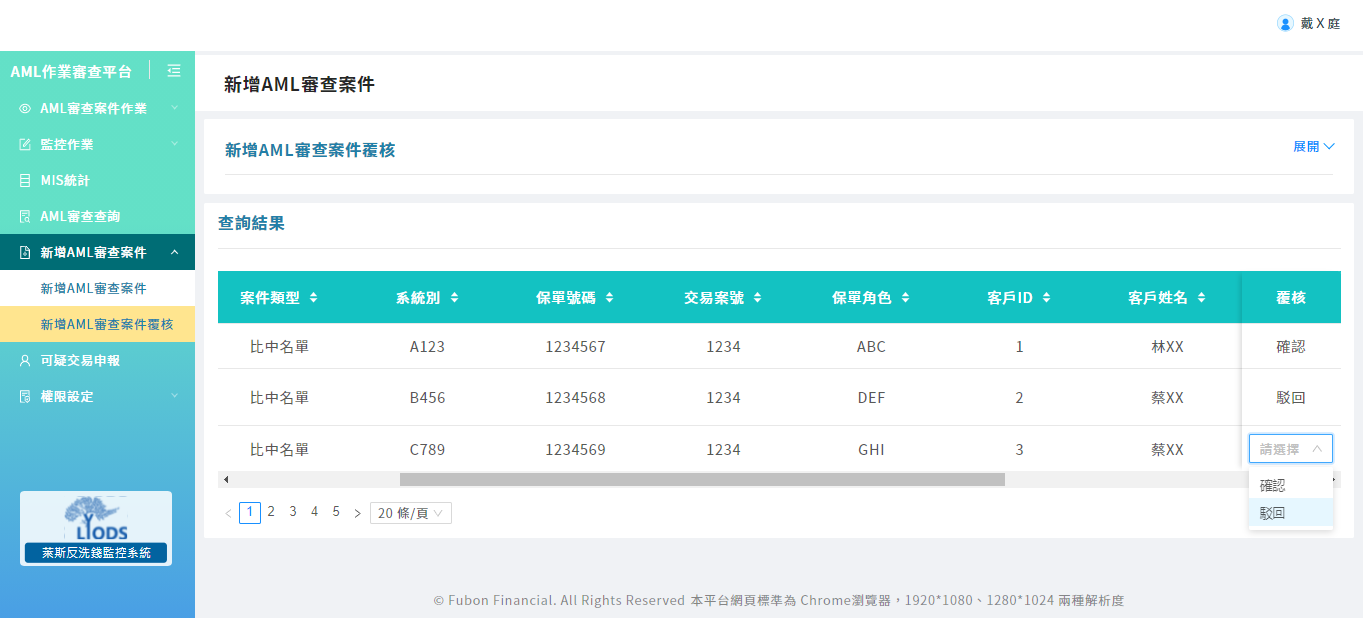 戴X庭
AML作業審查平台
AML審查案件作業
監控作業
MIS統計
AML審查查詢
新增AML審查案件
新增AML審查案件
新增AML審查案件覆核
可疑交易申報
權限設定
LYODS
萊斯反洗錢監控系統
新增AML審查案件
新增AML審查案件覆核 展開
查詢結果
案件類型 系統別 保單號碼 交易案號 保單角色 客戶ID 客戶姓名 覆核
比中名單 A123 1234567 1234 ABC 1 林XX 確認
比中名單 B456 1234568 1234 DEF 2 蔡XX 駁回
比中名單 C789 1234569 1234 GHI 3 蔡XX 請選擇
確認
駁回
< 1 2 3 4 5 > 20 條/頁
© Fubon Financial. All Rights Reserved 本平台網頁標準為 Chrome瀏覽器，1920*1080、1280*1024 兩種解析度